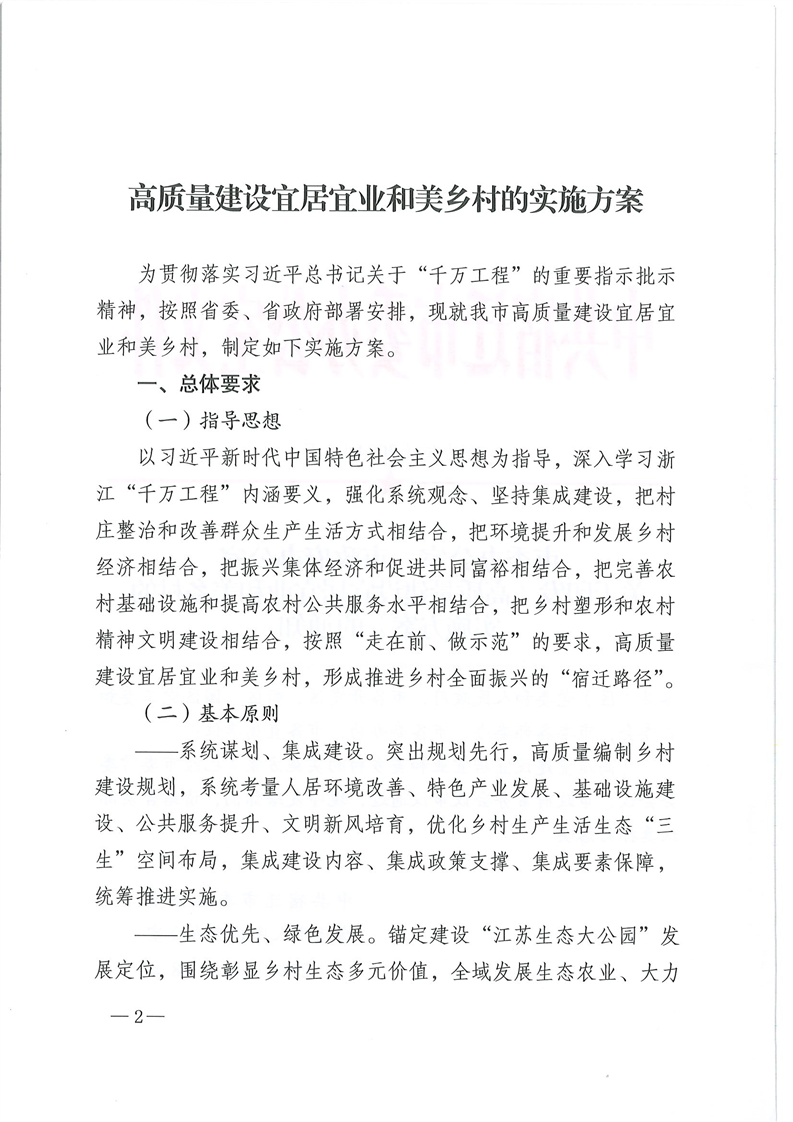 高质量建设宜居宜业和美乡村的实施方案
为贯彻落实习近平总书记关于“千万工程”的重要指示批示
精神，按照省委、省政府部署安排，现就我市高质量建设宜居宜
业和美乡村，制定如下实施方案。
一、总体要求
（一）指导思想
以习近平新时代中国特色社会主义思想为指导，深入学习浙
江“千万工程”内涵要义，强化系统观念、坚持集成建设，把村
庄整治和改善群众生产生活方式相结合，把环境提升和发展乡村
经济相结合，把振兴集体经济和促进共同富裕相结合，把完善农
村基础设施和提高农村公共服务水平相结合，把乡村塑形和农村
精神文明建设相结合，按照“走在前、做示范”的要求，高质量
建设宜居宜业和美乡村，形成推进乡村全面振兴的“宿迁路径”。
（二）基本原则
——系统谋划、集成建设。突出规划先行，高质量编制乡村
建设规划，系统考量人居环境改善、特色产业发展、基础设施建
设、公共服务提升、文明新风培育，优化乡村生产生活生态“三
生”空间布局，集成建设内容、集成政策支撑、集成要素保障，
统筹推进实施。
——生态优先、绿色发展。锚定建设“江苏生态大公园”发
展定位，围绕彰显乡村生态多元价值，全域发展生态农业、大力
—2—